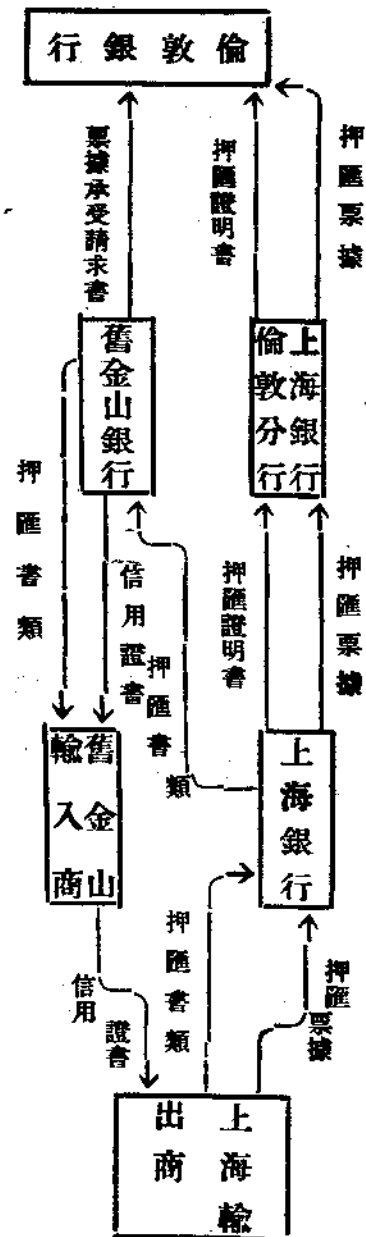 倫敦銀行
押匯票據
押匯證明書
票據承受請求書
上海銀行
倫敦分行
舊金山銀行
押匯票據
押匯證明書
押匯書類
信用證書
押匯書類
上海銀行
舊金山
輸入商
押匯票據
押匯書類
信用證書
上海輸
出商